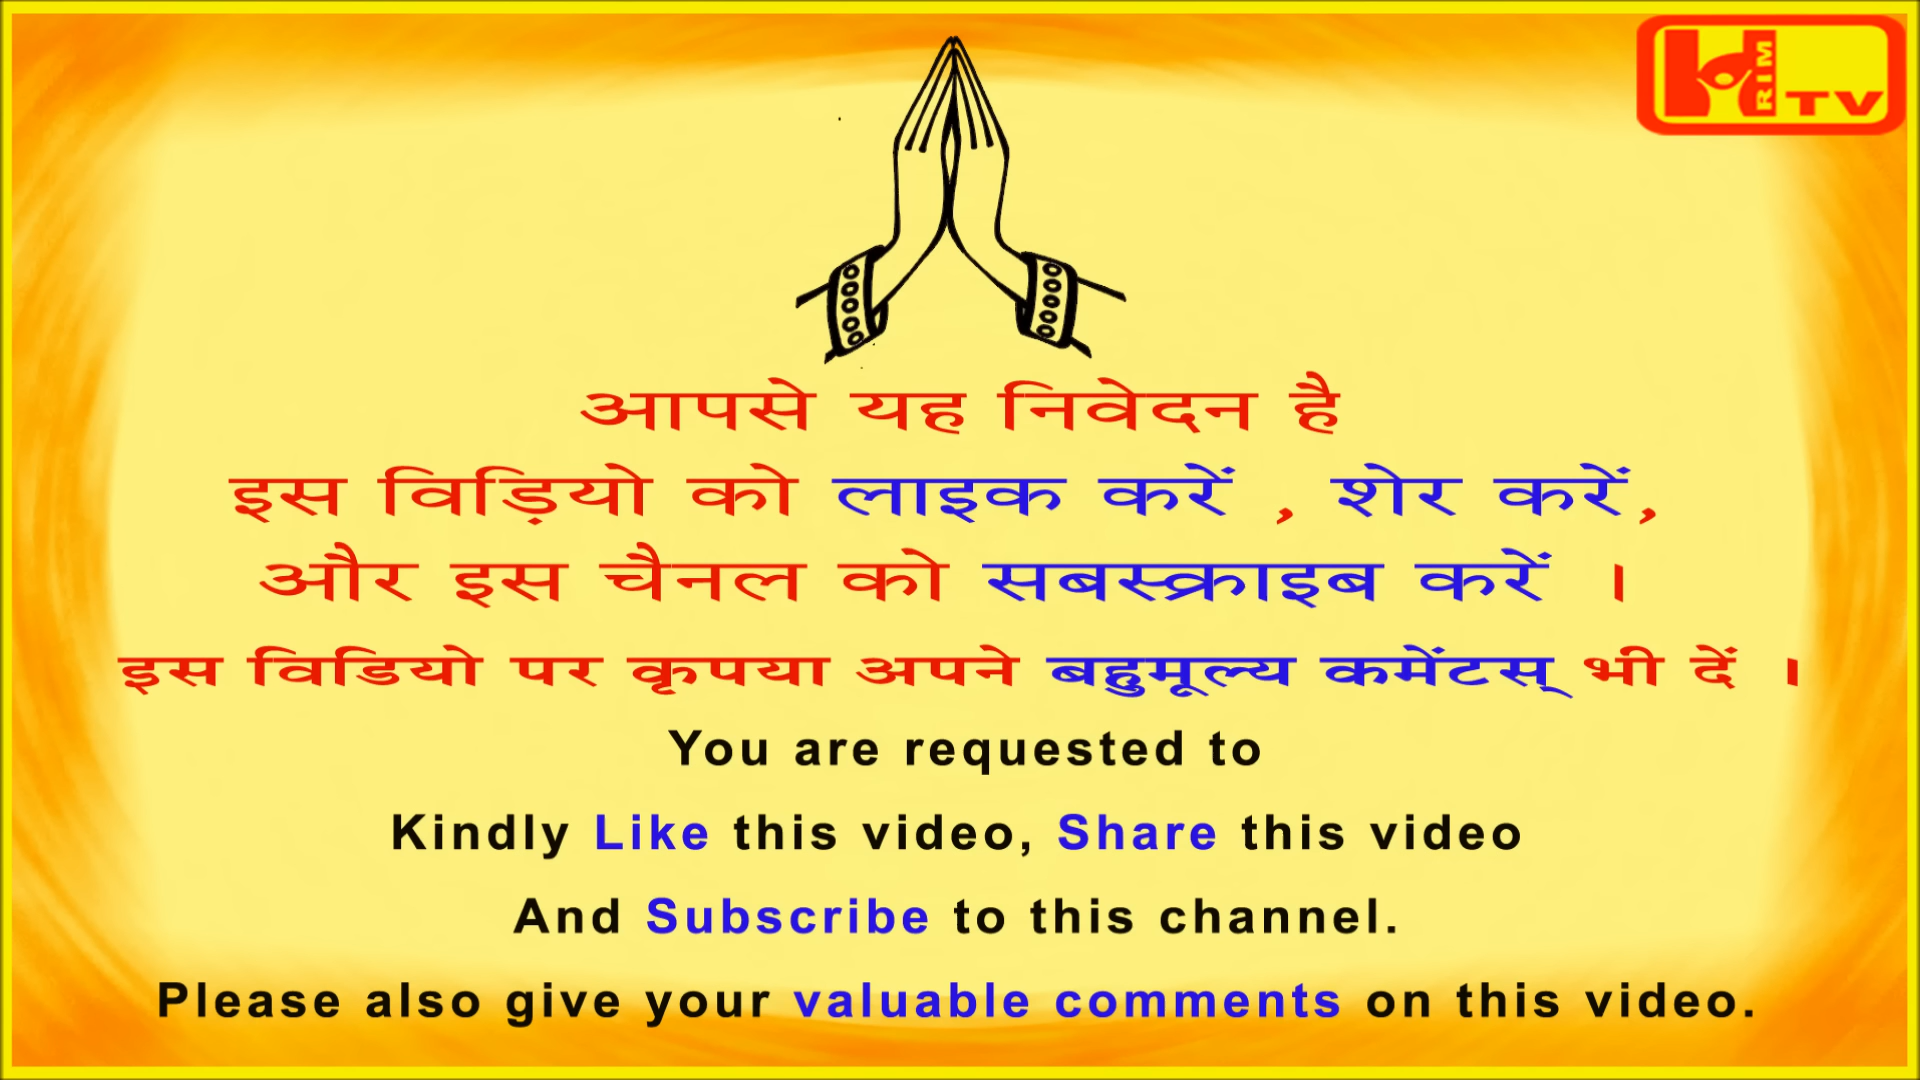 HRIM TV
आपसे यह निवेदन है
इस विड़ियो को लाइक करें , शेर करें,
और इस चैनल को सबस्क्राइब करें ।
इस विडियो पर कृपया अपने बहुमूल्य कमेंटस् भी दें ।
You are requested to
Kindly Like this video, Share this video
And Subscribe to this channel.
Please also give your valuable comments on this video.